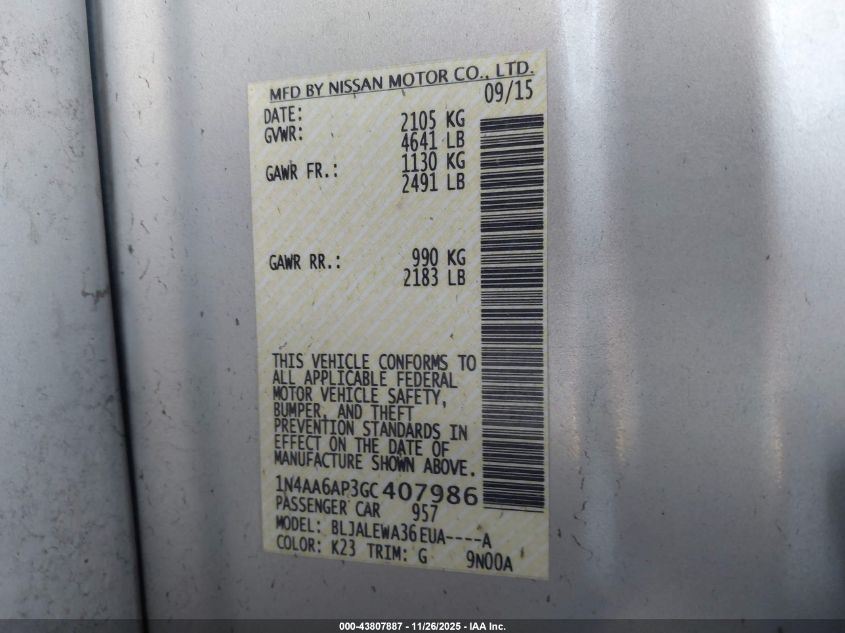 MFD BY NISSAN MOTOR CO., LTD.
DATE: 09/15
GVWR: 2105 KG
4641 LB
GAWR FR.: 1130 KG
2491 LB
GAWR RR.: 990 KG
2183 LB
THIS VEHICLE CONFORMS TO
ALL APPLICABLE FEDERAL
MOTOR VEHICLE SAFETY,
BUMPER, AND THEFT
PREVENTION STANDARDS IN
EFFECT ON THE DATE OF
MANUFACTURE SHOWN ABOVE.
1N4AA6AP3GC407986
PASSENGER CAR 957
MODEL: BLJALEWA36EUA----A
COLOR: K23 TRIM: G 9N00A
000-43807887 - 11/26/2025 - IAA Inc.